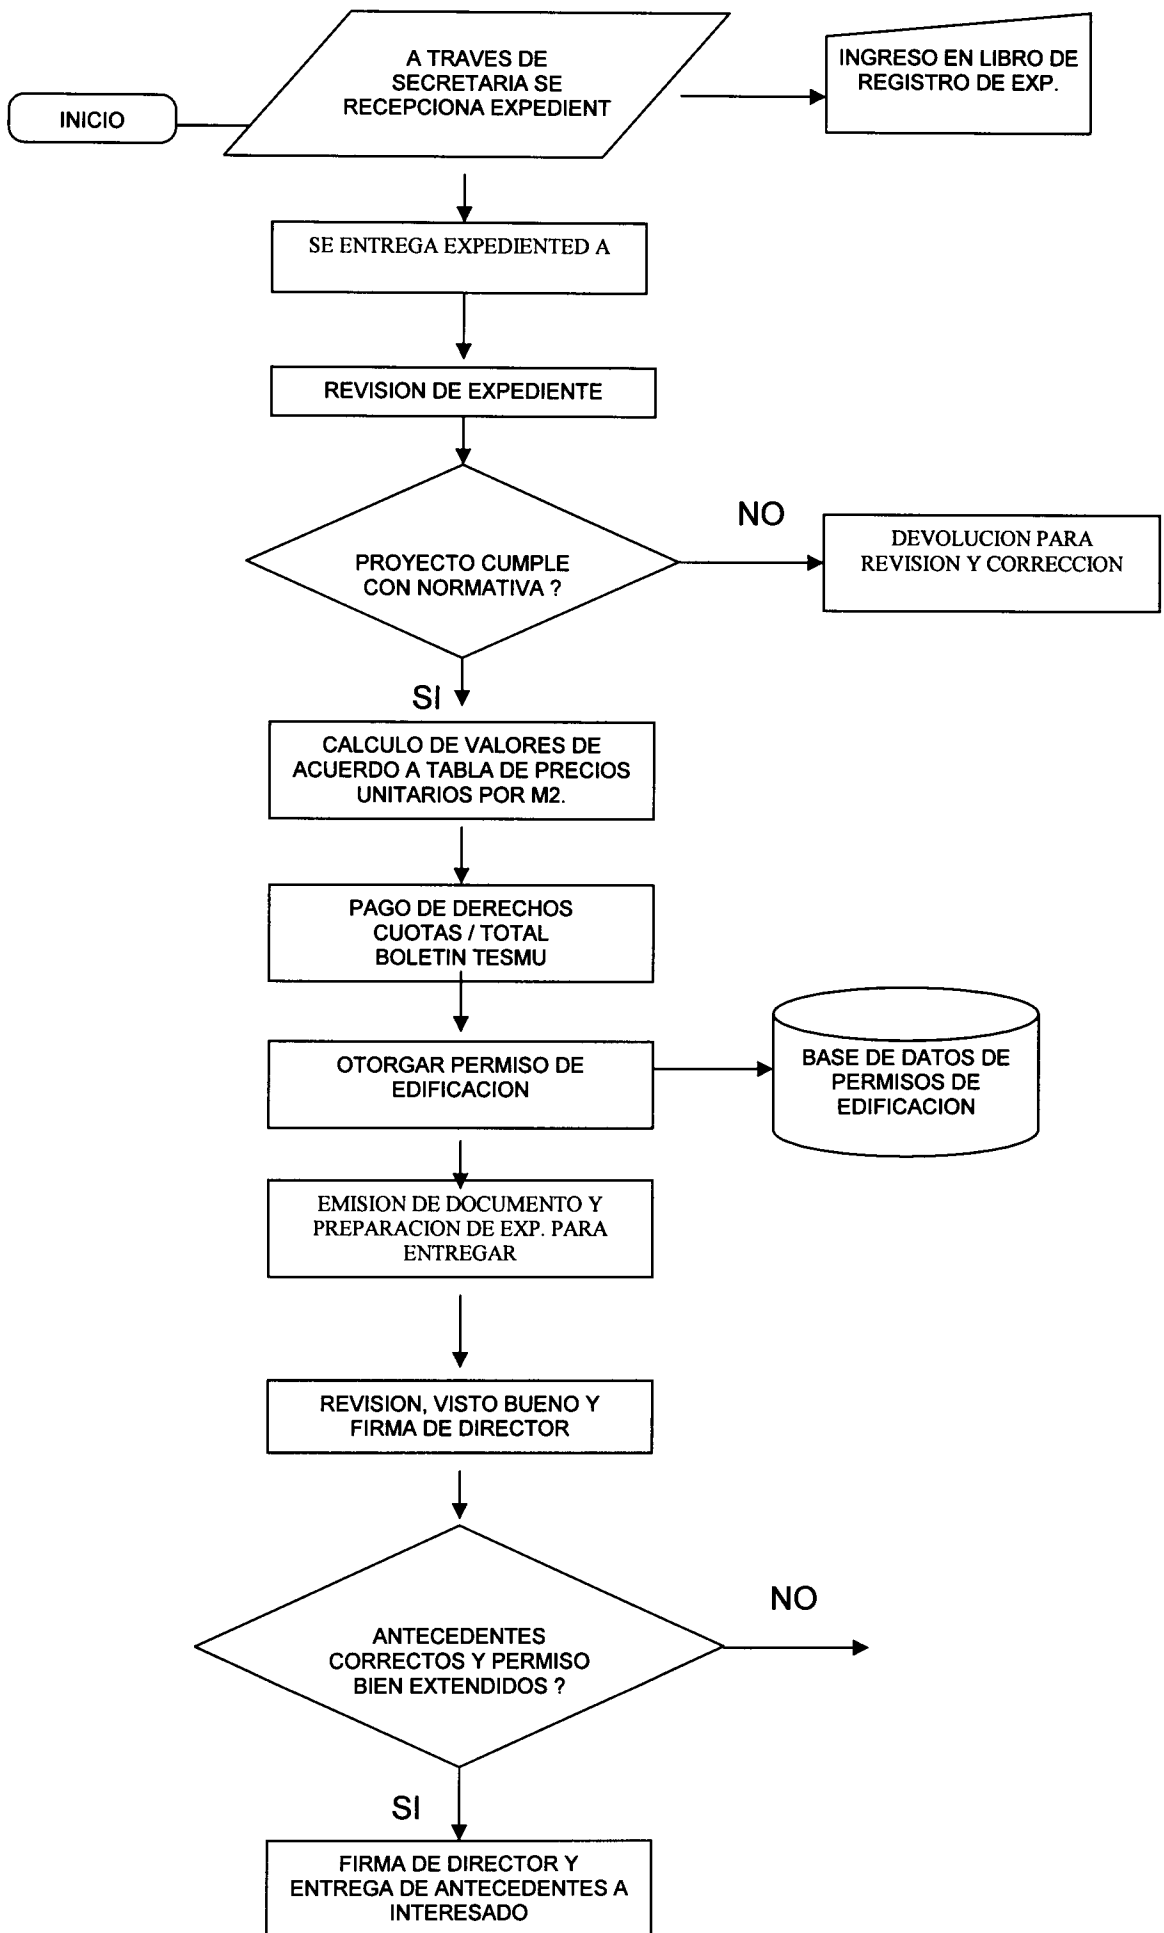 INICIO
A TRAVES DE
SECRETARIA SE
RECEPCIONA EXPEDIENT
INGRESO EN LIBRO DE
REGISTRO DE EXP.
SE ENTREGA EXPEDIENTED A
REVISION DE EXPEDIENTE
PROYECTO CUMPLE
CON NORMATIVA ?
NO
DEVOLUCION PARA
REVISION Y CORRECCION
SI
CALCULO DE VALORES DE
ACUERDO A TABLA DE PRECIOS
UNITARIOS POR M2.
PAGO DE DERECHOS
CUOTAS / TOTAL
BOLETIN TESMU
OTORGAR PERMISO DE
EDIFICACION
BASE DE DATOS DE
PERMISOS DE
EDIFICACION
EMISION DE DOCUMENTO Y
PREPARACION DE EXP. PARA
ENTREGAR
REVISION, VISTO BUENO Y
FIRMA DE DIRECTOR
ANTECEDENTES
CORRECTOS Y PERMISO
BIEN EXTENDIDOS ?
NO
SI
FIRMA DE DIRECTOR Y
ENTREGA DE ANTECEDENTES A
INTERESADO